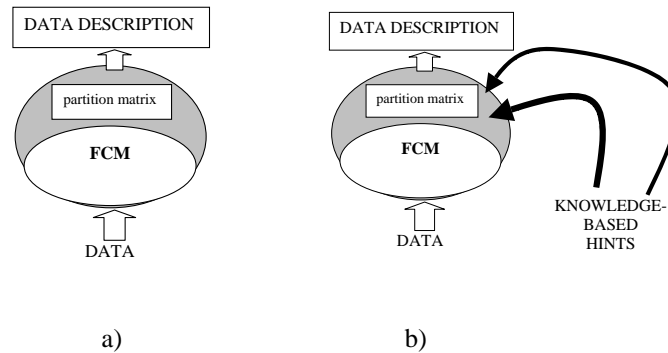 DATA DESCRIPTION
partition matrix
FCM
DATA
a)
DATA DESCRIPTION
partition matrix
FCM
DATA
KNOWLEDGE-
BASED
HINTS
b)